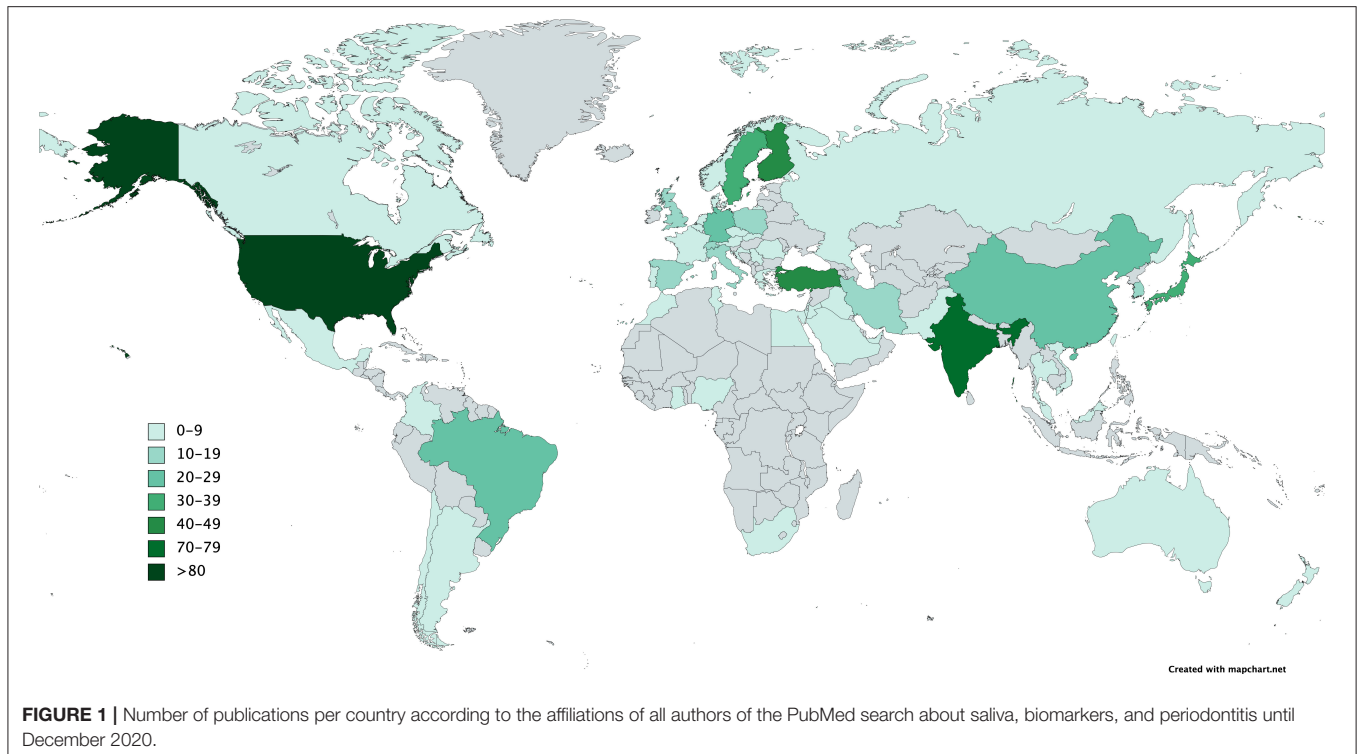 0–9
10–19
20–29
30–39
40–49
70–79
>80
Created with mapchart.net
FIGURE 1 | Number of publications per country according to the affiliations of all authors of the PubMed search about saliva, biomarkers, and periodontitis until
December 2020.